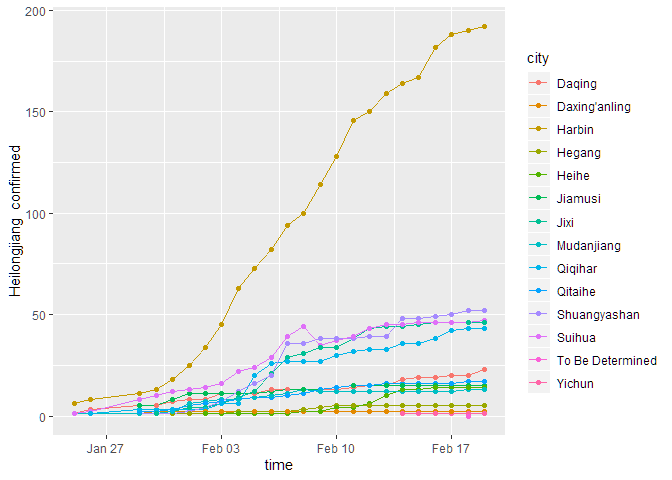 200
150
100
50
0
Heilongjiang confirmed
Jan 27
Feb 03
Feb 10
Feb 17
time
city
Daqing
Daxing'anling
Harbin
Hegang
Heihe
Jiamusi
Jixi
Mudanjiang
Qiqihar
Qitaihe
Shuangyashan
Suihua
To Be Determined
Yichun